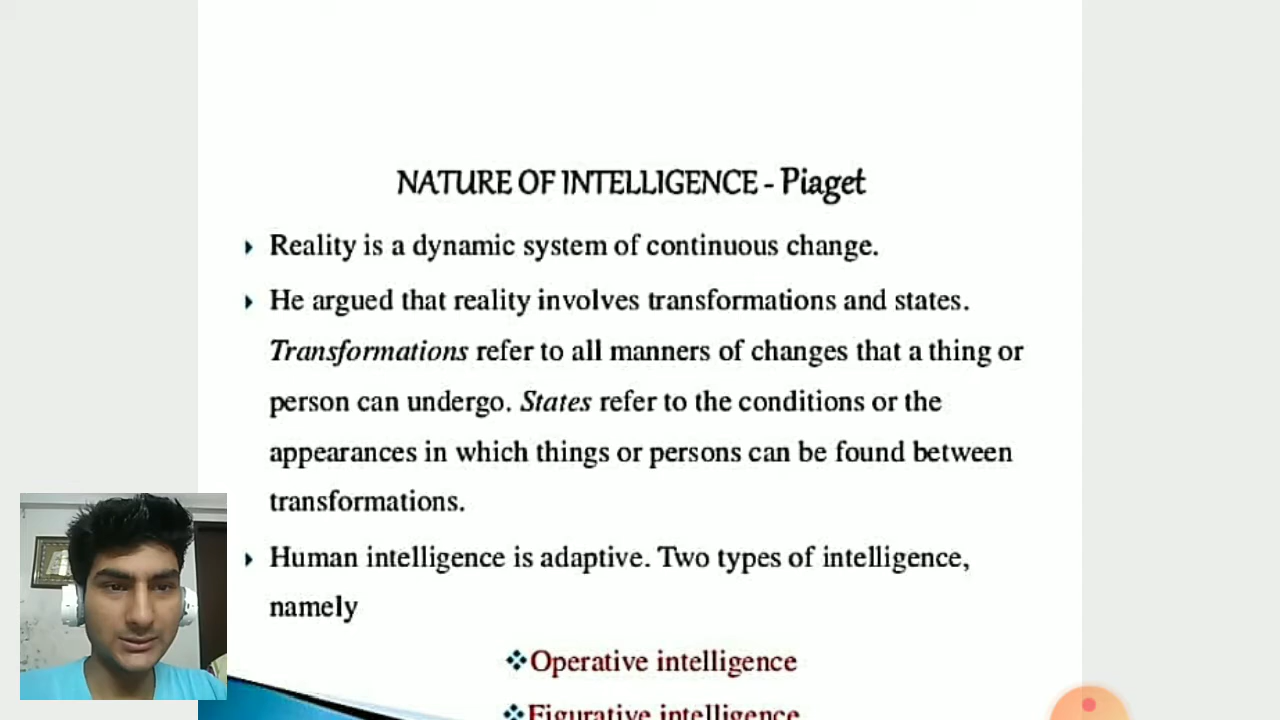 NATURE OF INTELLIGENCE - Piaget
Reality is a dynamic system of continuous change.
He argued that reality involves transformations and states.
Transformations refer to all manners of changes that a thing or
person can undergo. States refer to the conditions or the
appearances in which things or persons can be found between
transformations.
Human intelligence is adaptive. Two types of intelligence,
namely
Operative intelligence
Figurative intelligence